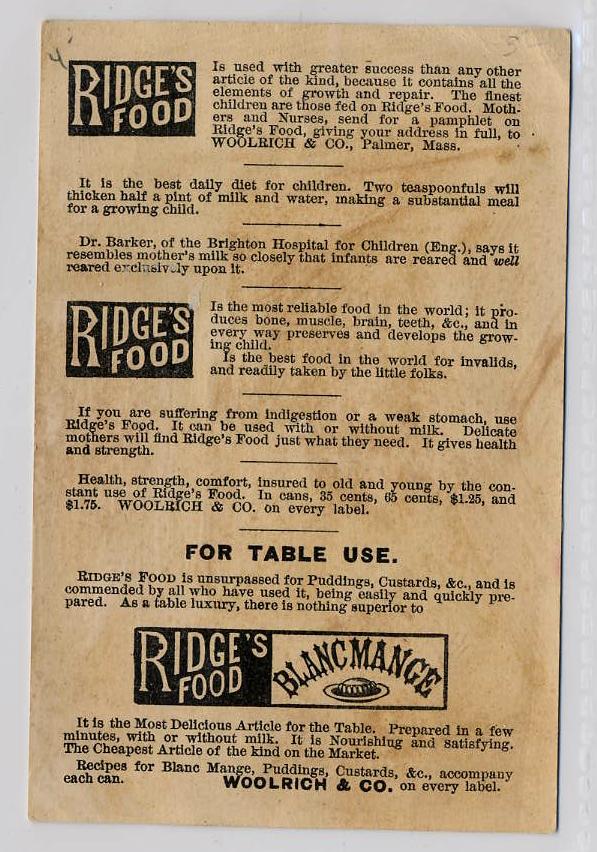 4
RIDGE'S
FOOD
Is used with greater success than any other
article of the kind, because it contains all the
elements of growth and repair. The finest
children are those fed on Ridge's Food. Moth-
ers and Nurses, send for a pamphlet on
Ridge's Food, giving your address in full, to
WOOLRICH & CO., Palmer, Mass.
It is the best daily diet for children. Two teaspoonfuls will
thicken half a pint of milk and water, making a substantial meal
for a growing child.
Dr. Barker, of the Brighton Hospital for Children (Eng.), says it
resembles mother's milk so closely that infants are reared and well
reared exclusively upon it.
RIDGE'S
FOOD
Is the most reliable food in the world; it pro-
duces bone, muscle, brain, teeth, &c., and in
every way preserves and develops the grow-
ing child.
Is the best food in the world for invalids,
and readily taken by the little folks.
If you are suffering from indigestion or a weak stomach, use
Ridge's Food. It can be used with or without milk. Delicate
mothers will find Ridge's Food just what they need. It gives health
and strength.
Health, strength, comfort, insured to old and young by the con-
stant use of Ridge's Food. In cans, 35 cents, 65 cents, $1.25, and
$1.75. WOOLRICH & CO. on every label.
FOR TABLE USE.
RIDGE'S FOOD is unsurpassed for Puddings, Custards, &c., and is
commended by all who have used it, being easily and quickly pre-
pared. As a table luxury, there is nothing superior to
RIDGE'S
FOOD
BLANCMANGE
It is the Most Delicious Article for the Table. Prepared in a few
minutes, with or without milk. It is Nourishing and Satisfying.
The Cheapest Article of the kind on the Market.
Recipes for Blanc Mange, Puddings, Custards, &c., accompany
each can. WOOLRICH & CO. on every label.